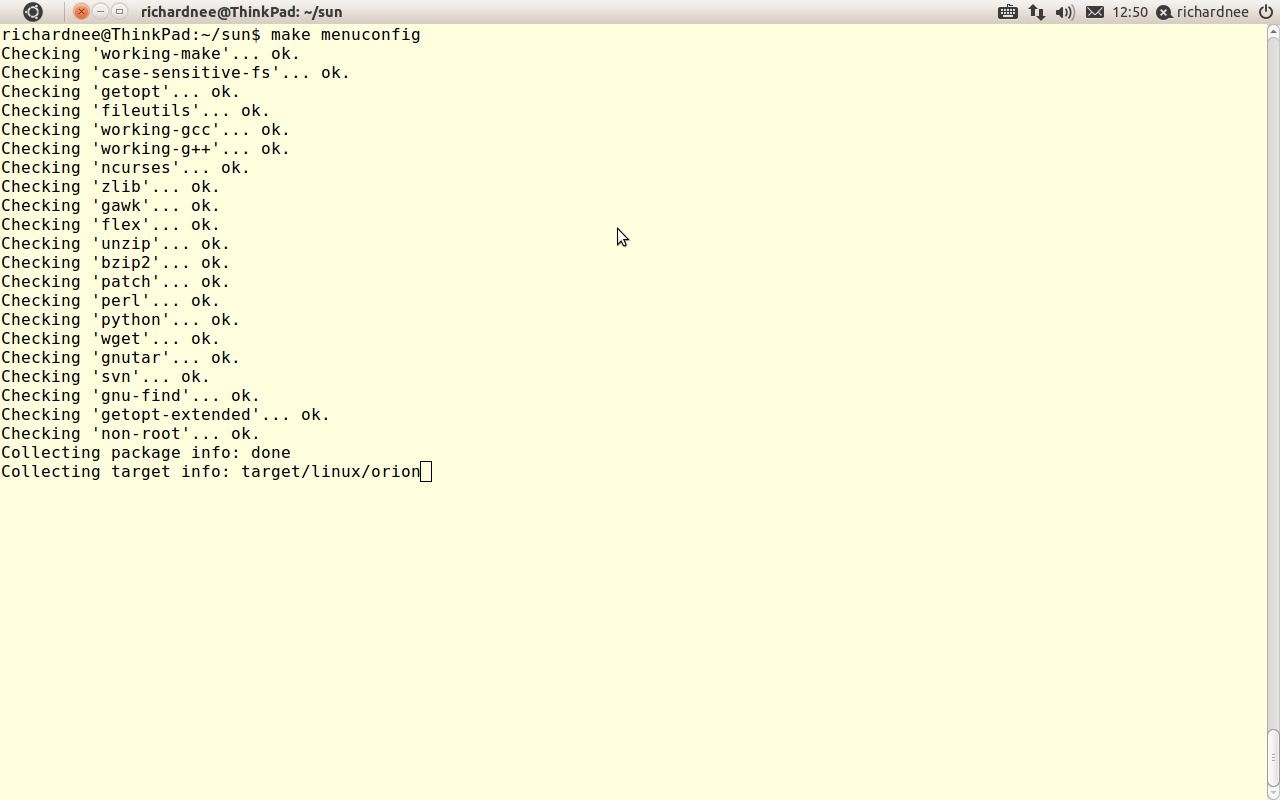 richardnee@ThinkPad: ~/sun 12:50 richardnee
richardnee@ThinkPad:~/sun$ make menuconfig
Checking 'working-make'... ok.
Checking 'case-sensitive-fs'... ok.
Checking 'getopt'... ok.
Checking 'fileutils'... ok.
Checking 'working-gcc'... ok.
Checking 'working-g++'... ok.
Checking 'ncurses'... ok.
Checking 'zlib'... ok.
Checking 'gawk'... ok.
Checking 'flex'... ok.
Checking 'unzip'... ok.
Checking 'bzip2'... ok.
Checking 'patch'... ok.
Checking 'perl'... ok.
Checking 'python'... ok.
Checking 'wget'... ok.
Checking 'gnutar'... ok.
Checking 'svn'... ok.
Checking 'gnu-find'... ok.
Checking 'getopt-extended'... ok.
Checking 'non-root'... ok.
Collecting package info: done
Collecting target info: target/linux/orion